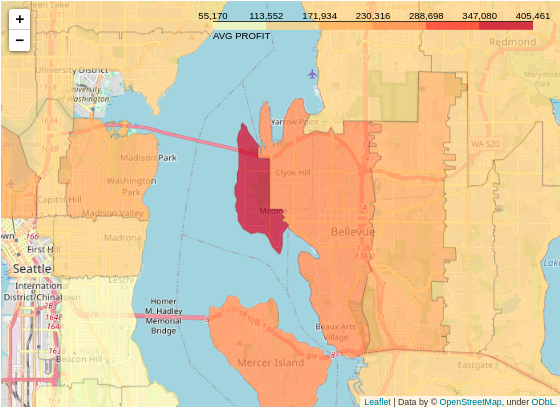 +
−
55,170 113,552 171,934 230,316 288,698 347,080 405,461
AVG PROFIT
Green Lake
Redmond
University District
University
Washington
Yarrow Point
WA 520
Madison Park
Washington
Park
Clyde Hill
Capitol Hill
Madison Valley
Medina
Madrona
Bellevue
First Hill
Seattle
Leschi
International
District/Chinatown
Homer
M. Hadley
Memorial
Bridge
Beaux Arts
Village
Beacon Hill
Mercer Island
Eastgate
Leaflet | Data by © OpenStreetMap, under ODbL.